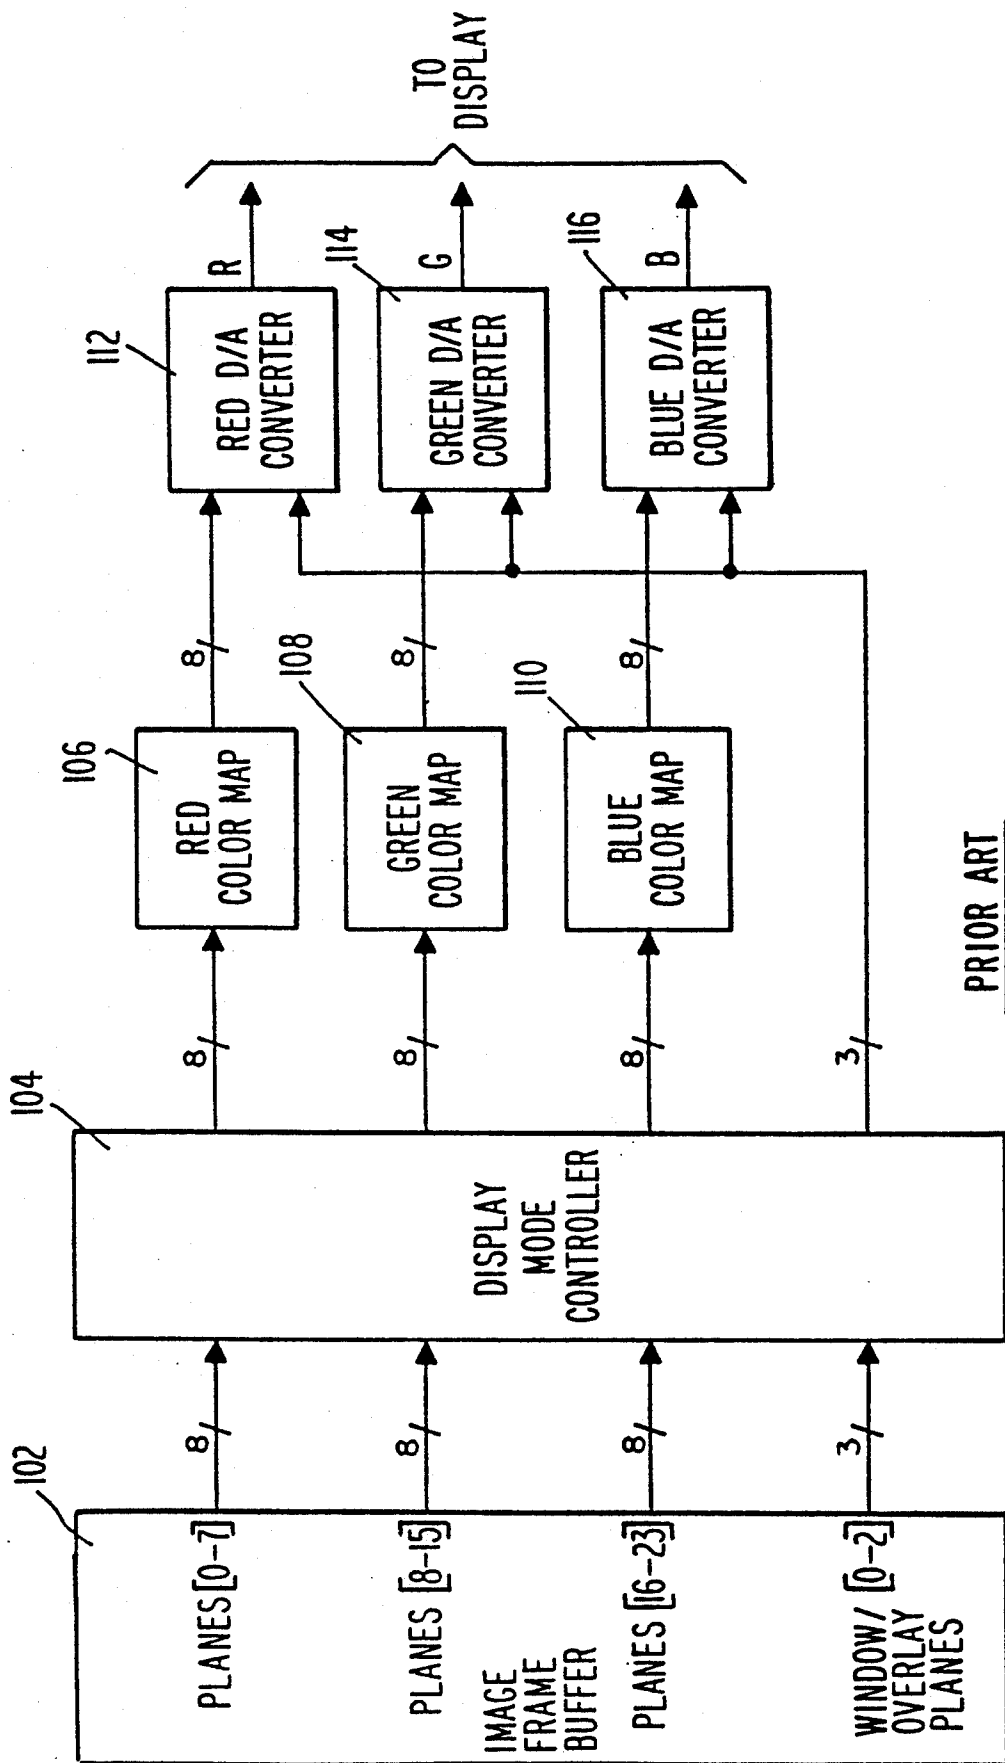 102
PLANES [0-7]
PLANES [8-15]
IMAGE
FRAME
BUFFER
PLANES [16-23]
WINDOW/ [0-2]
OVERLAY
PLANES
8
8
8
3
104
DISPLAY
MODE
CONTROLLER
8
8
8
3
106
RED
COLOR MAP
108
GREEN
COLOR MAP
110
BLUE
COLOR MAP
8
8
8
112
RED D/A
CONVERTER
114
GREEN D/A
CONVERTER
116
BLUE D/A
CONVERTER
R
G
B
TO
DISPLAY
PRIOR ART